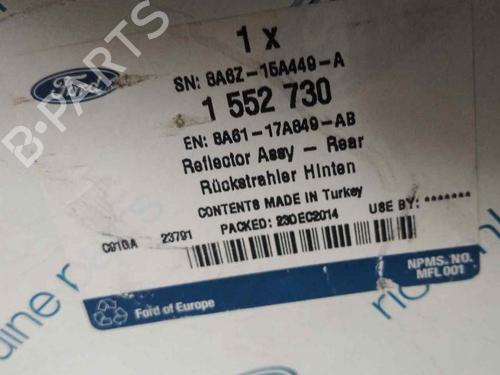 1 x
SN: 8A6Z-15A449-A
Ford
1 552 730
EN: 8A61-17A849-AB
Reflector Assy - Rear
Rückstrahler Hinten
CONTENTS MADE IN Turkey
PACKED: 23DEC2014 USE BY: *******
C91GA 23791
NPMS. NO.
MFL001
Ford of Europe
B-PARTS